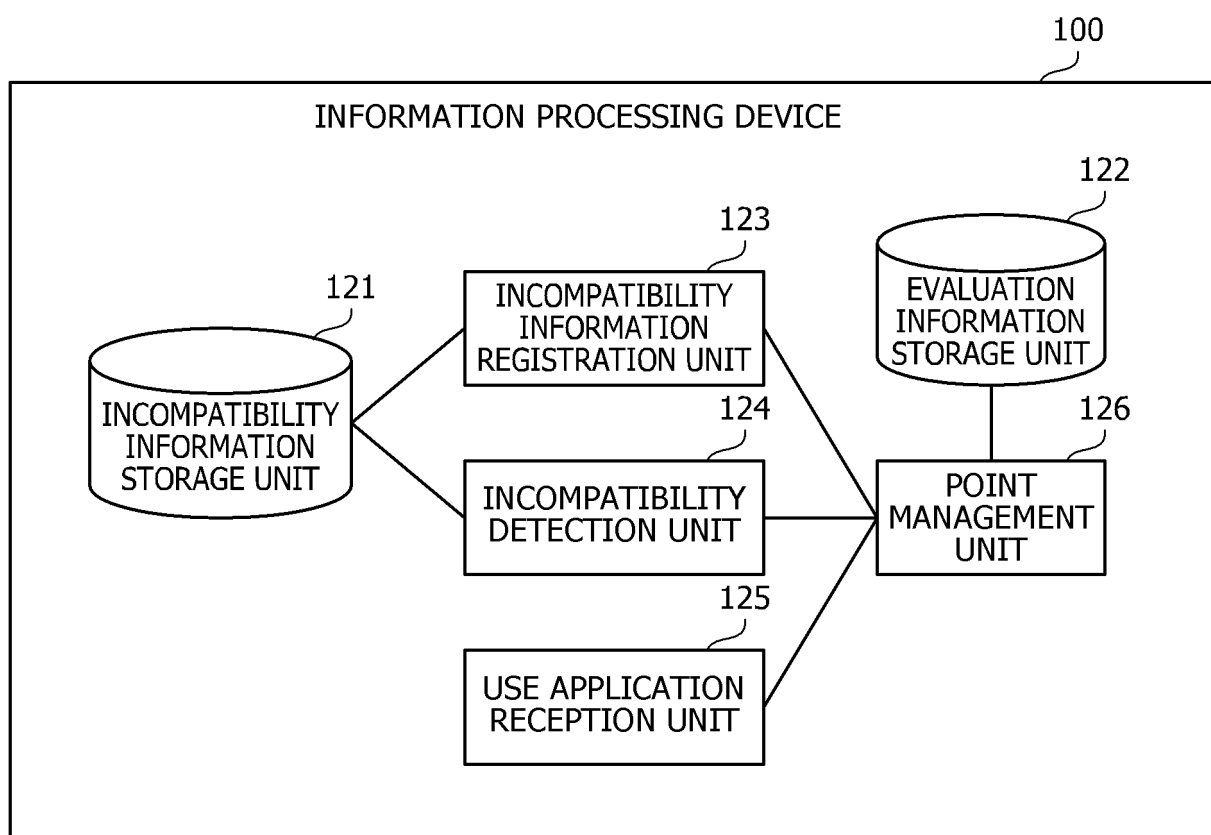 100
INFORMATION PROCESSING DEVICE
122
123
EVALUATION
INFORMATION
STORAGE UNIT
121
INCOMPATIBILITY
INFORMATION
REGISTRATION UNIT
INCOMPATIBILITY
INFORMATION
STORAGE UNIT
124
126
INCOMPATIBILITY
DETECTION UNIT
POINT
MANAGEMENT
UNIT
125
USE APPLICATION
RECEPTION UNIT